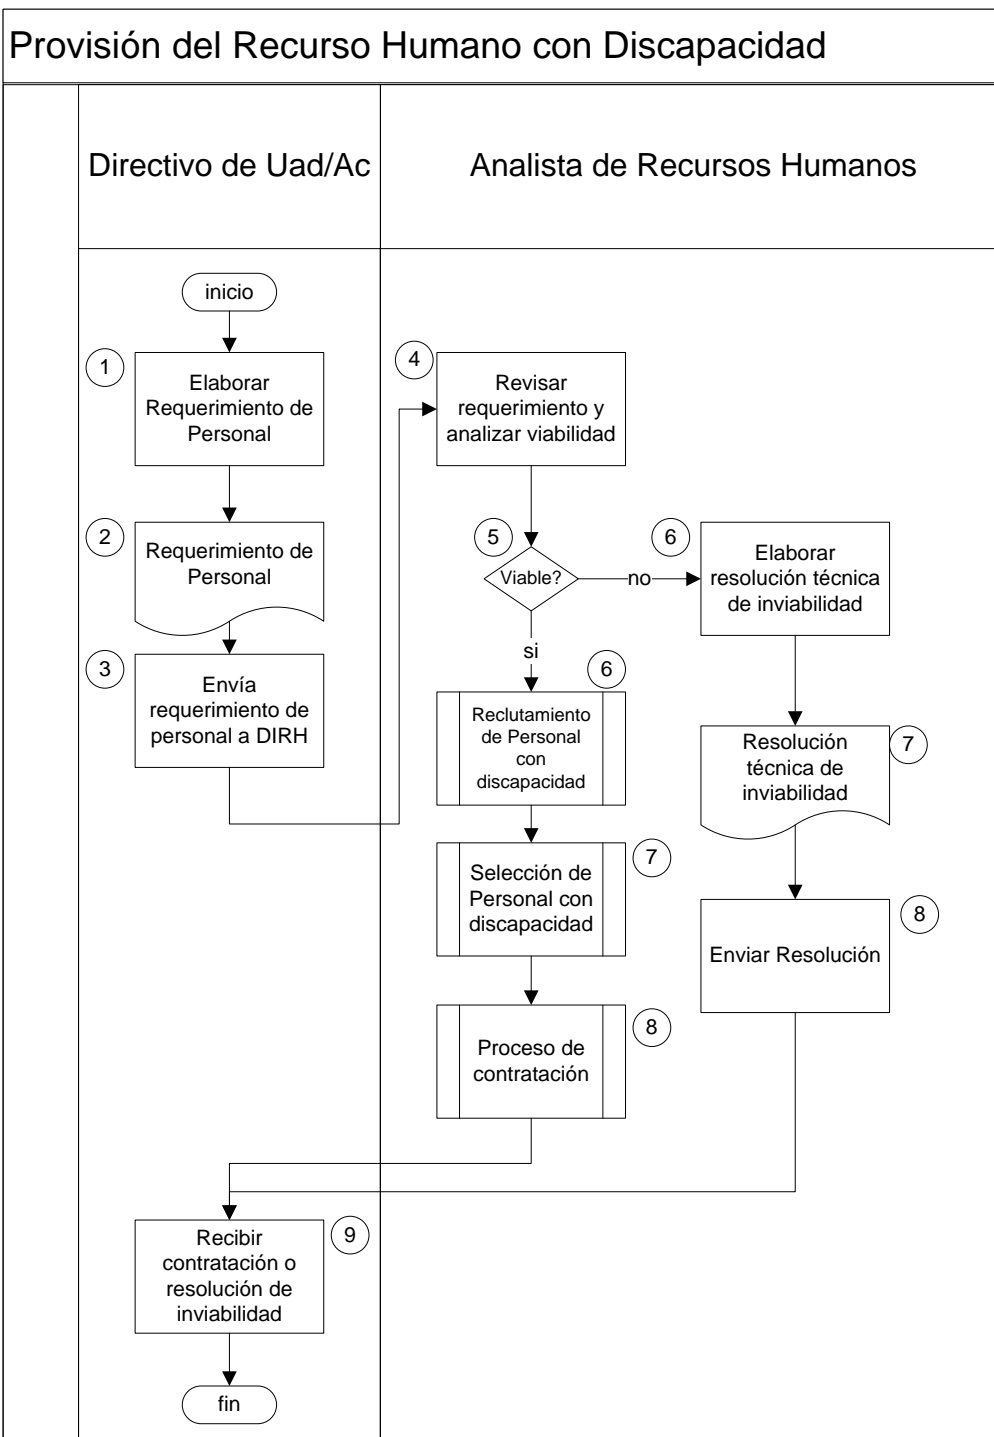 Provisión del Recurso Humano con Discapacidad
Directivo de Uad/Ac
Analista de Recursos Humanos
inicio
1
Elaborar
Requerimiento de
Personal
2
Requerimiento de
Personal
3
Envía
requerimiento de
personal a DIRH
4
Revisar
requerimiento y
analizar viabilidad
5
Viable?
no
si
6
Elaborar
resolución técnica
de inviabilidad
6
Reclutamiento
de Personal
con
discapacidad
7
Resolución
técnica de
inviabilidad
7
Selección de
Personal con
discapacidad
8
Enviar Resolución
8
Proceso de
contratación
9
Recibir
contratación o
resolución de
inviabilidad
fin